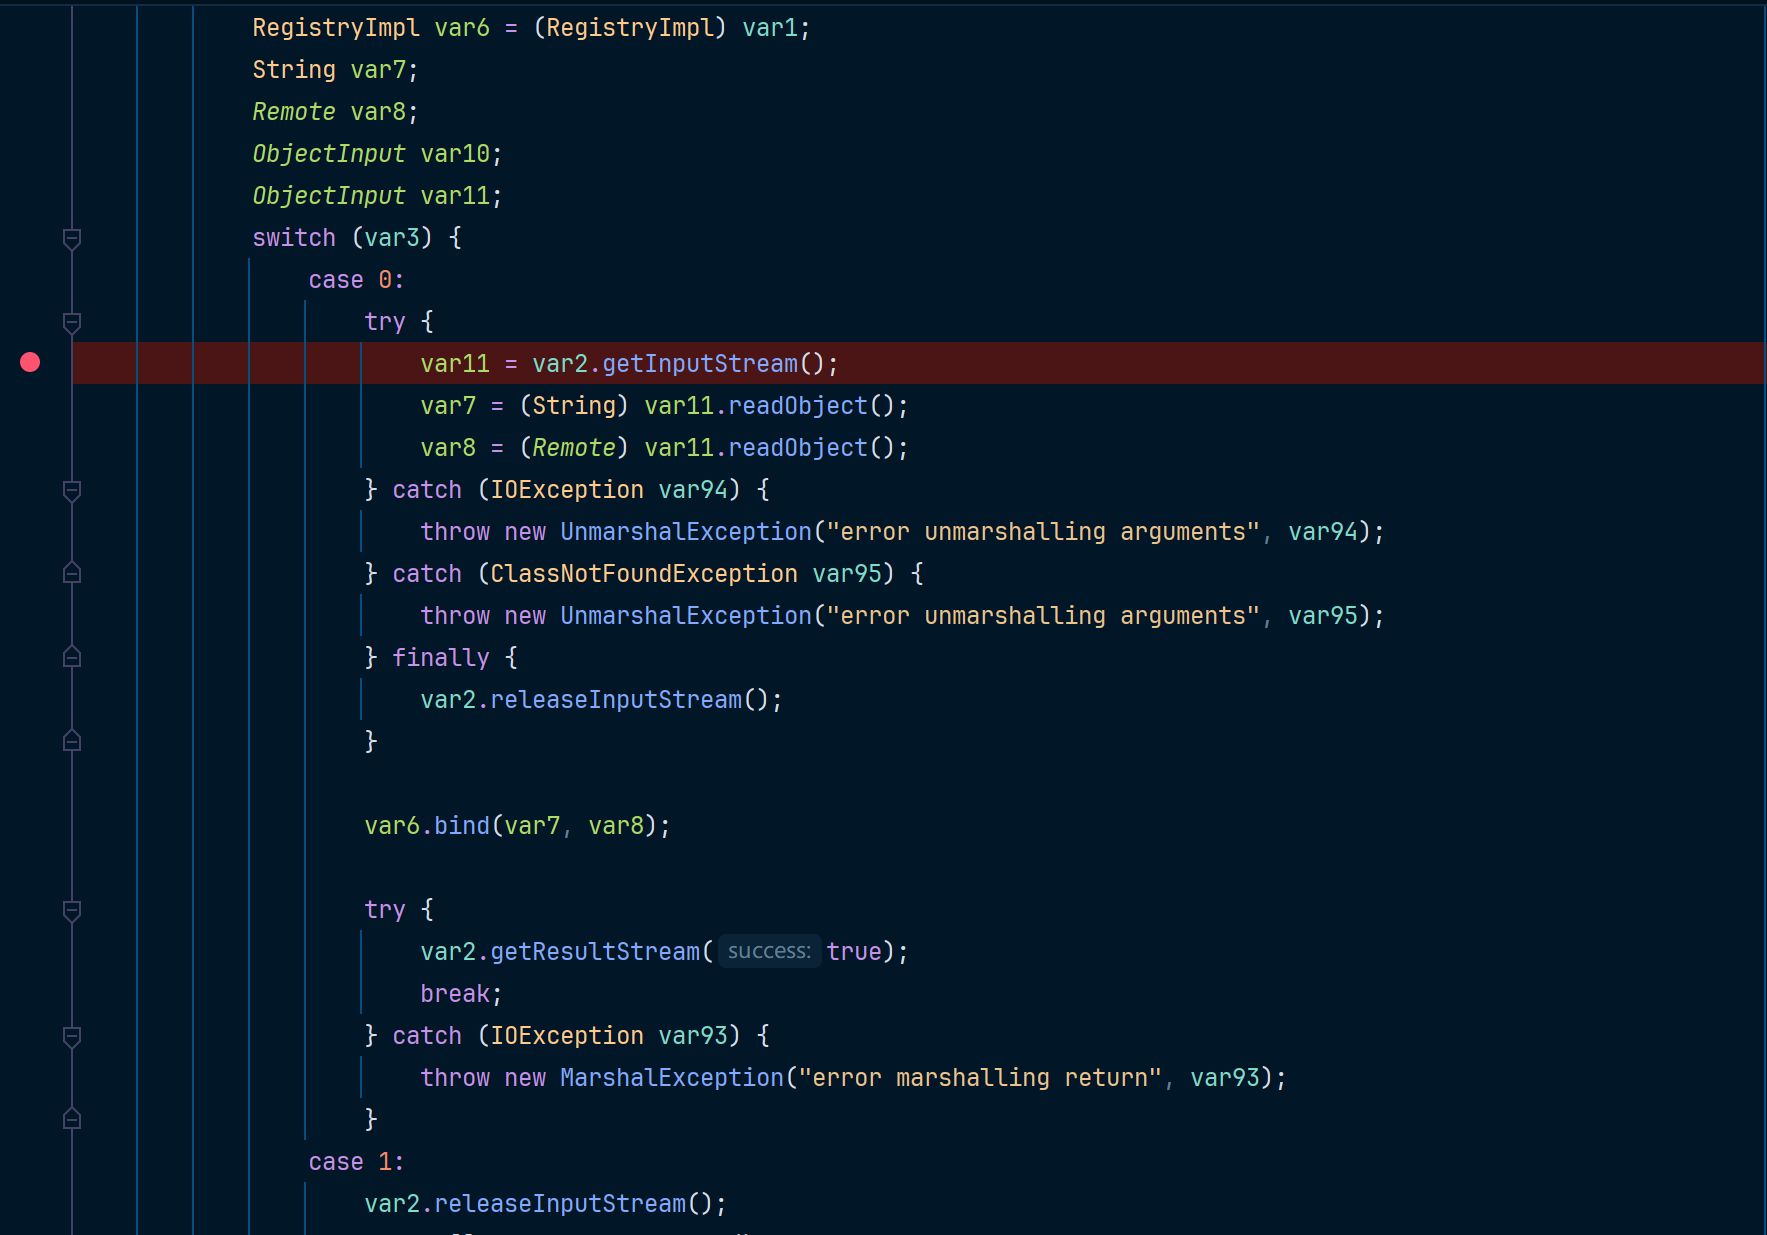 RegistryImpl var6 = (RegistryImpl) var1;
String var7;
Remote var8;
ObjectInput var10;
ObjectInput var11;
switch (var3) {
case 0:
try {
var11 = var2.getInputStream();
var7 = (String) var11.readObject();
var8 = (Remote) var11.readObject();
} catch (IOException var94) {
throw new UnmarshalException("error unmarshalling arguments", var94);
} catch (ClassNotFoundException var95) {
throw new UnmarshalException("error unmarshalling arguments", var95);
} finally {
var2.releaseInputStream();
}
var6.bind(var7, var8);
try {
var2.getResultStream( success: true);
break;
} catch (IOException var93) {
throw new MarshalException("error marshalling return", var93);
}
case 1:
var2.releaseInputStream();